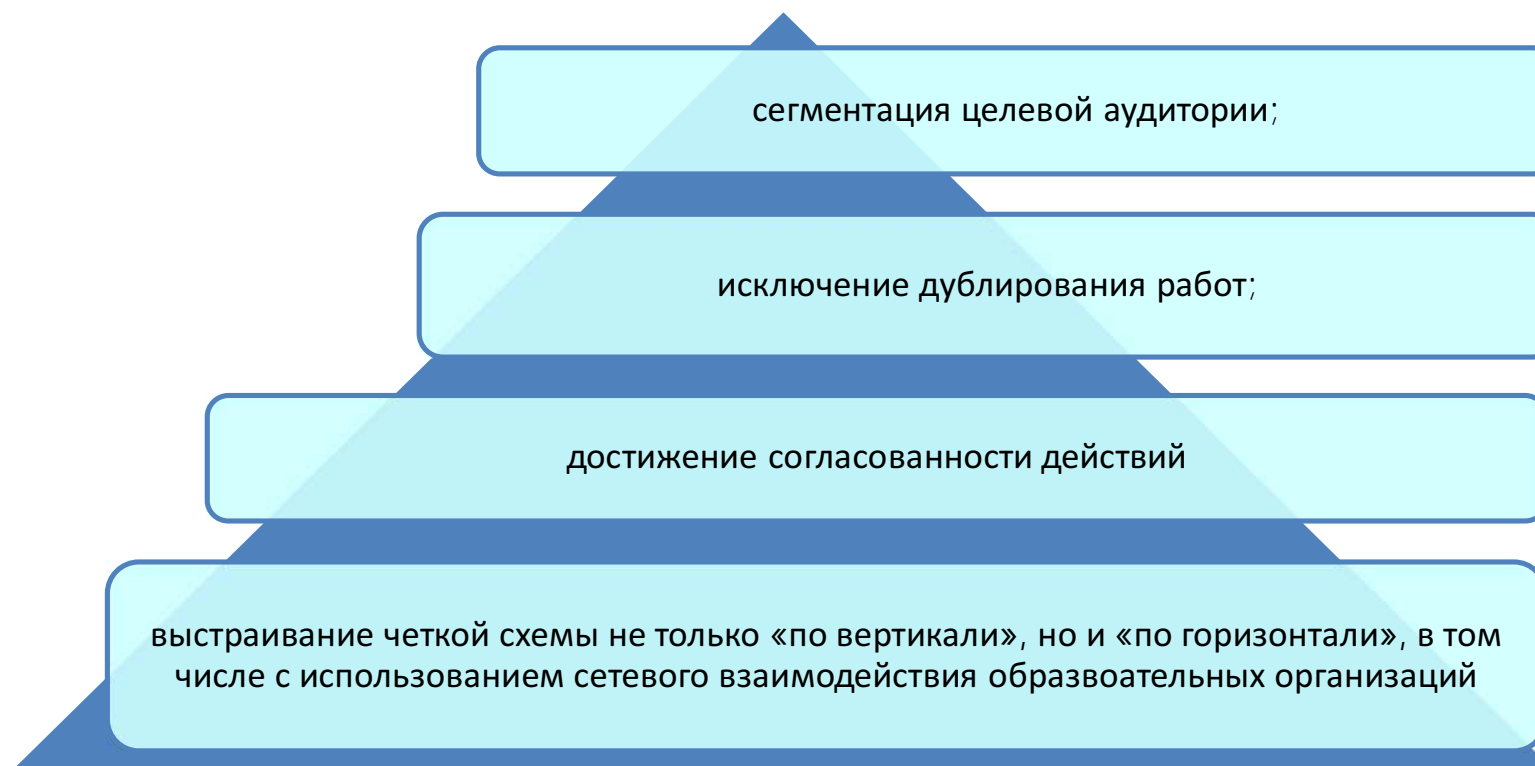 сегментация целевой аудитории;
исключение дублирования работ;
достижение согласованности действий
выстраивание четкой схемы не только «по вертикали», но и «по горизонтали», в том
числе с использованием сетевого взаимодействия образвоательных организаций